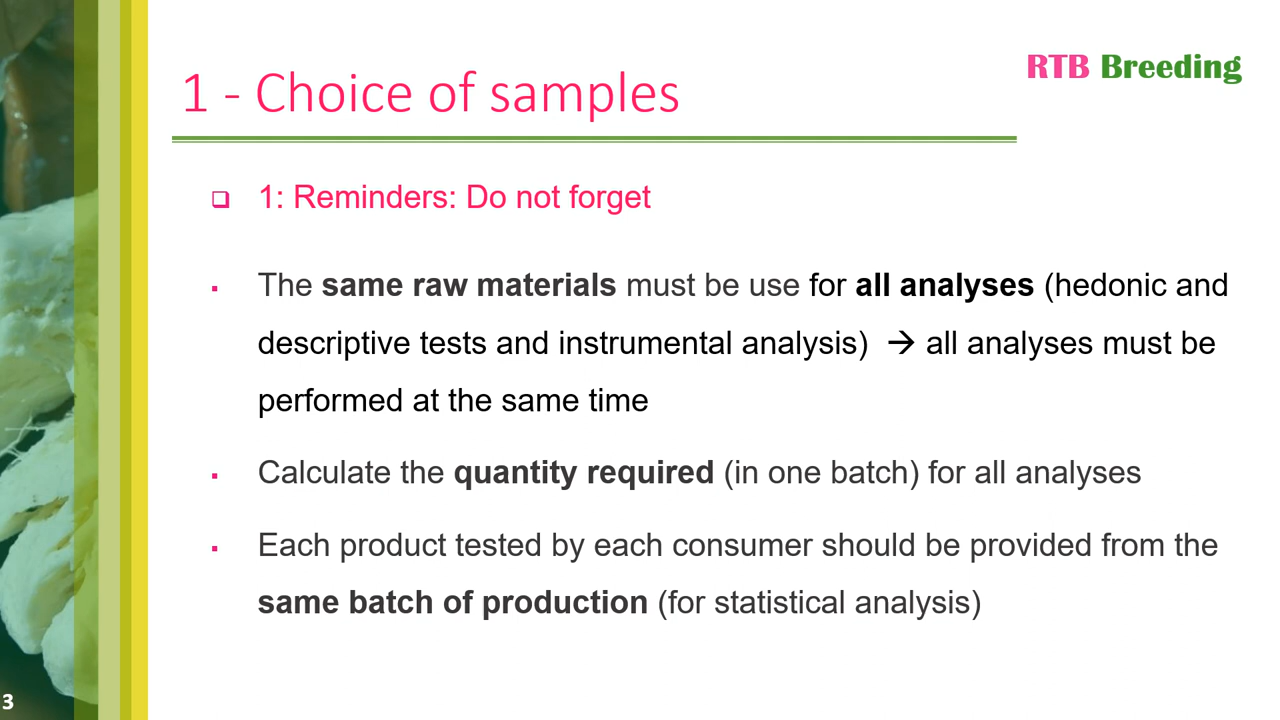 RTB Breeding
1 - Choice of samples
❑ 1: Reminders: Do not forget
▪ The same raw materials must be use for all analyses (hedonic and
descriptive tests and instrumental analysis) → all analyses must be
performed at the same time
▪ Calculate the quantity required (in one batch) for all analyses
▪ Each product tested by each consumer should be provided from the
same batch of production (for statistical analysis)
3